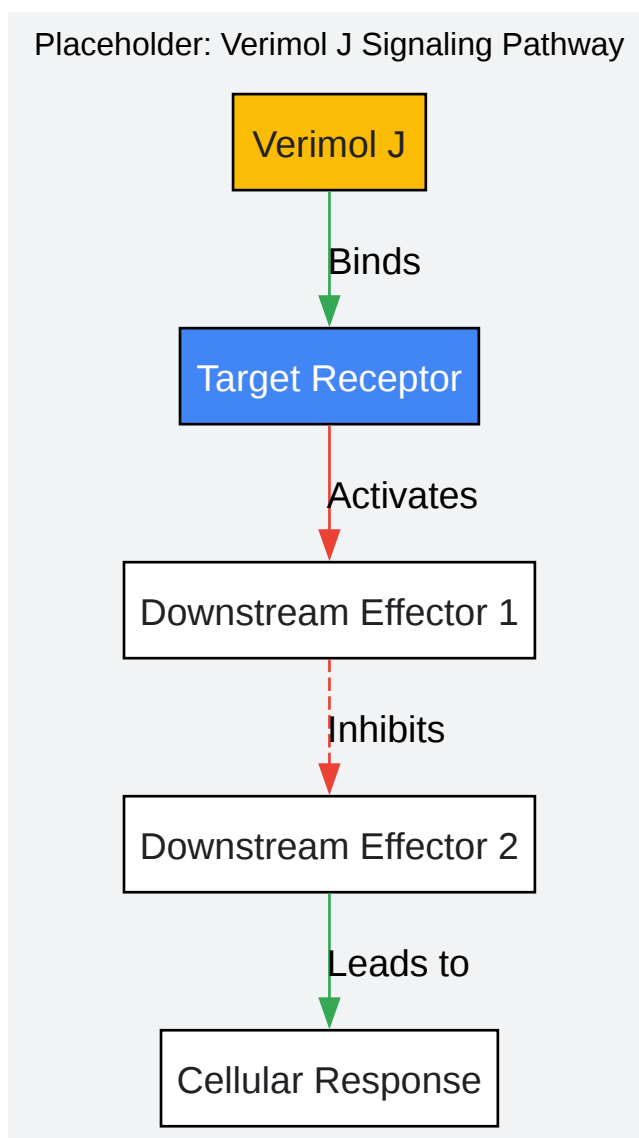 Placeholder: Verimol J Signaling Pathway
Verimol J
Binds
Target Receptor
Activates
Downstream Effector 1
Inhibits
Downstream Effector 2
Leads to
Cellular Response